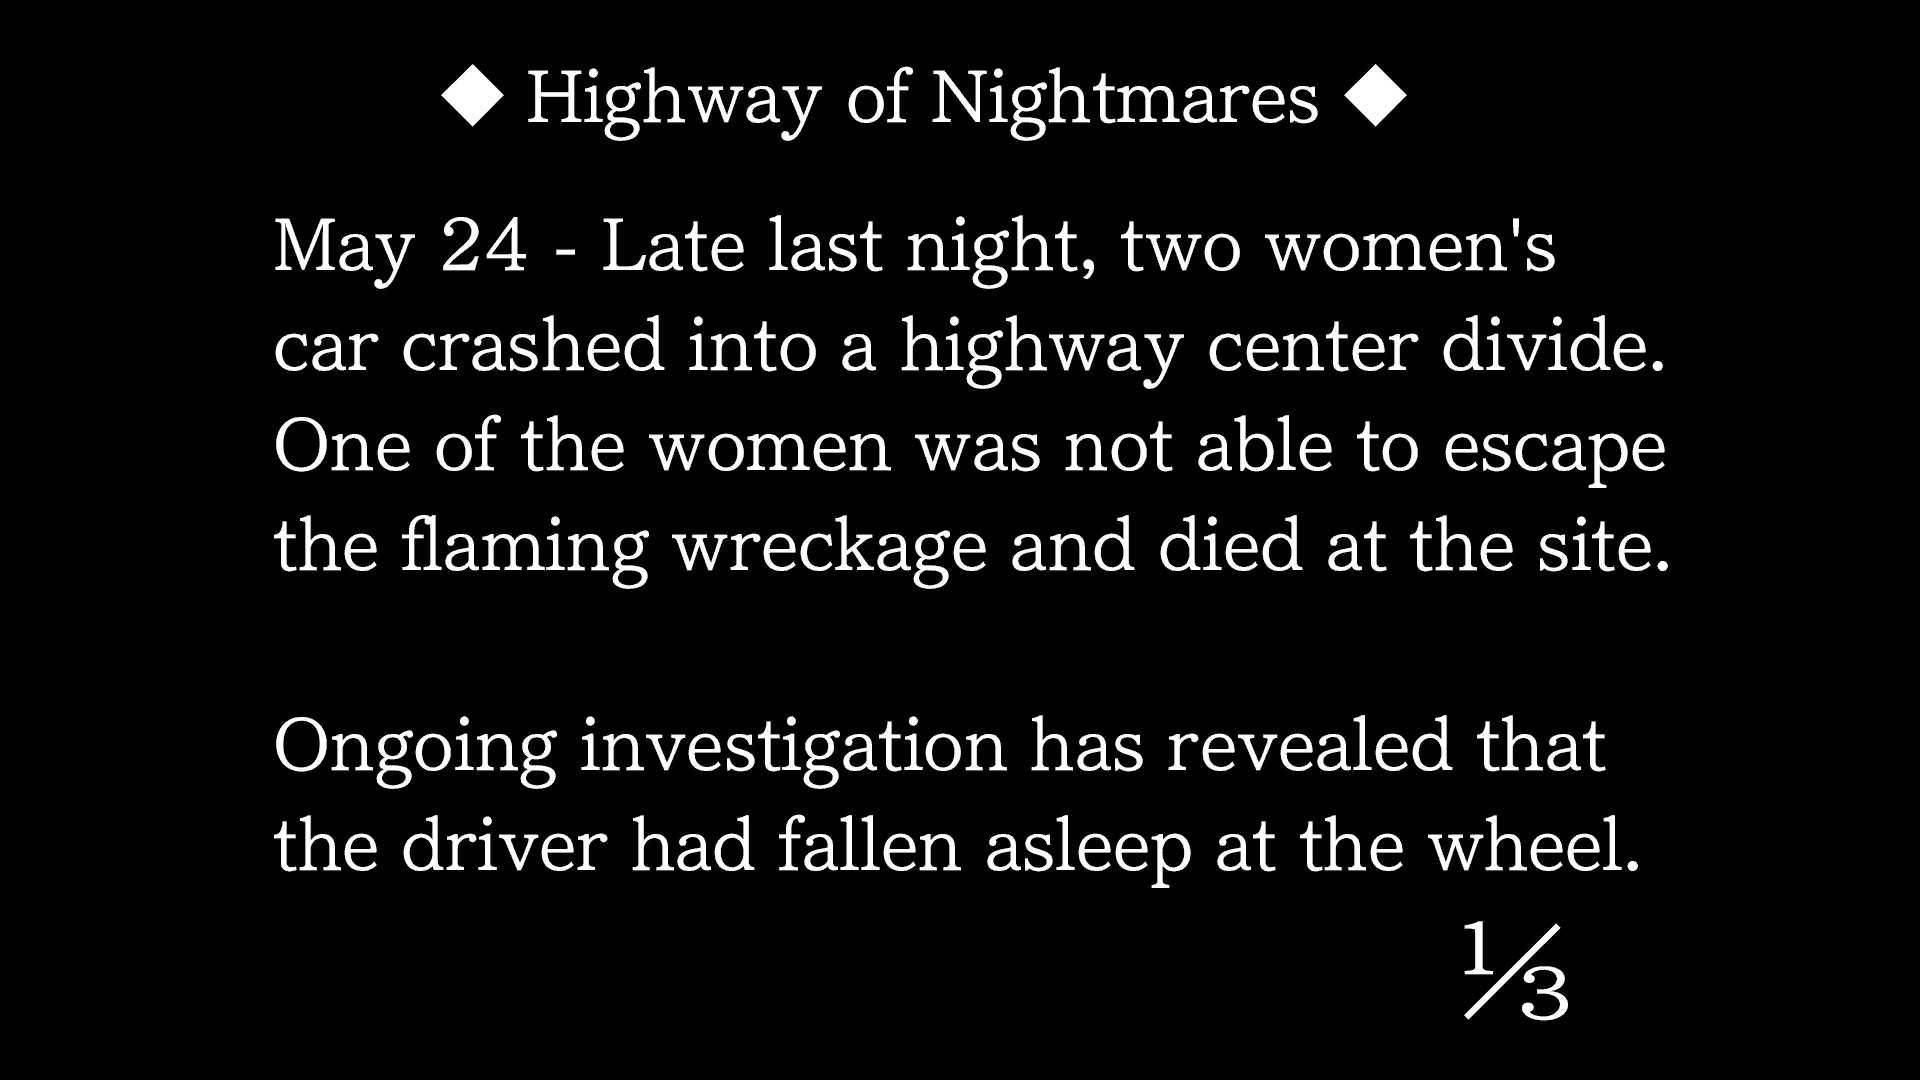 ◆ Highway of Nightmares ◆
May 24 - Late last night, two women's
car crashed into a highway center divide.
One of the women was not able to escape
the flaming wreckage and died at the site.
Ongoing investigation has revealed that
the driver had fallen asleep at the wheel.
⅓